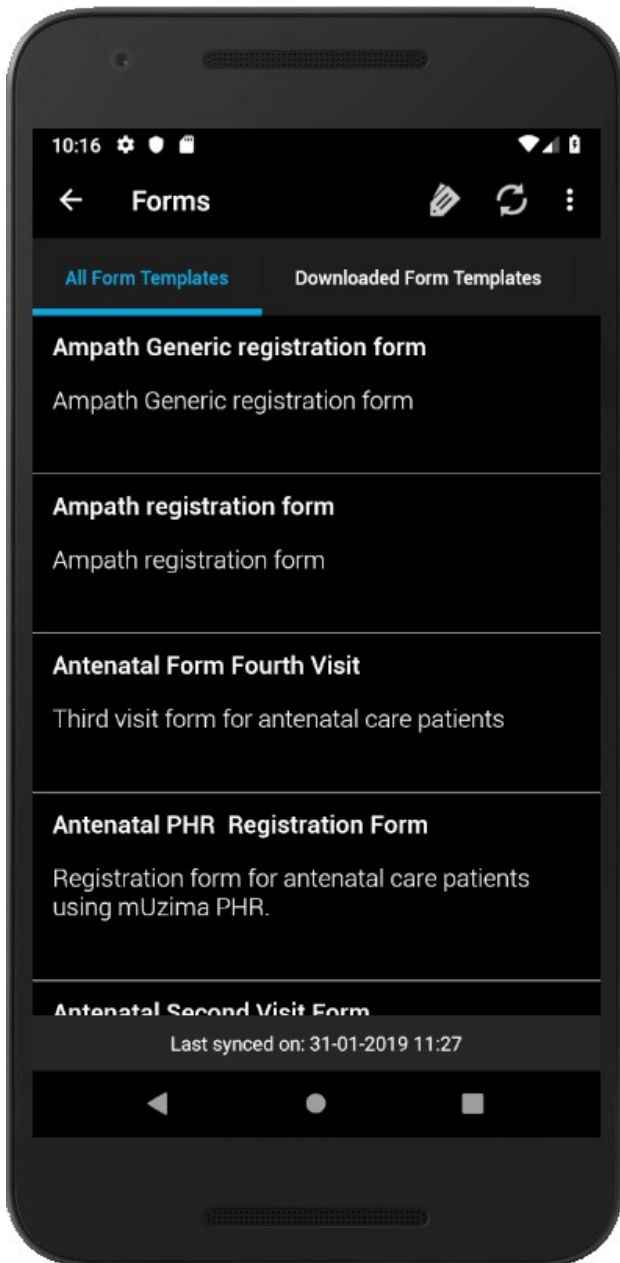 10:16
Forms
All Form Templates
Downloaded Form Templates
Ampath Generic registration form
Ampath Generic registration form
Ampath registration form
Ampath registration form
Antenatal Form Fourth Visit
Third visit form for antenatal care patients
Antenatal PHR  Registration Form
Registration form for antenatal care patients
using mUzima PHR.
Antenatal Second Visit Form
Last synced on: 31-01-2019 11:27